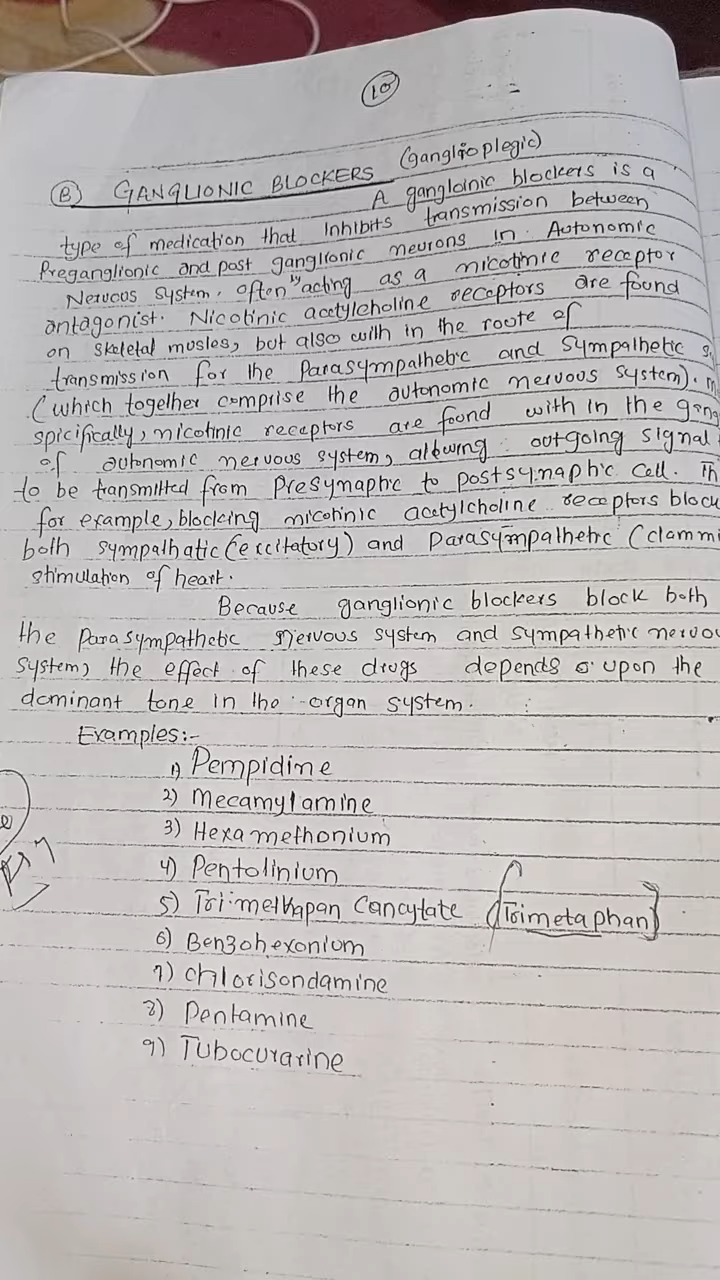 10
(B) GANGLIONIC BLOCKERS (ganglioplegic)
A ganglainic blockers is a
type of medication that Inhibits transmission between
Preganglionic and post ganglionic neurons in Autonomic
Nervous System, often by acting as a nicotinic receptor
antagonist. Nicotinic acetylcholine receptors are found
on skeletal musles, but also with in the route of
transmission for the Parasympathetic and Sympathetic
(which together comprise the autonomic nervous system).
spicifically, nicotinic receptors are found with in the
of autonomic nervous system, allowing outgoing signal
to be transmitted from Presynaptic to postsynaphic cell.
for example, blocking nicotinic acetylcholine receptors
both sympathatic (excitatory) and Parasympathetic
stimulation of heart.
Because ganglionic blockers block both
the Parasympathetic nervous system and sympathetic
system, the effect of these drugs depends upon the
dominant tone in the organ system.
Examples:-
1) Pempidine
2) Mecamylamine
3) Hexamethonium
4) Pentolinium
5) Trimethapan Cancytate (Trimetaphan)
6) Benzohexonium
7) Chlorisondamine
8) Pentamine
9) Tubocurarine